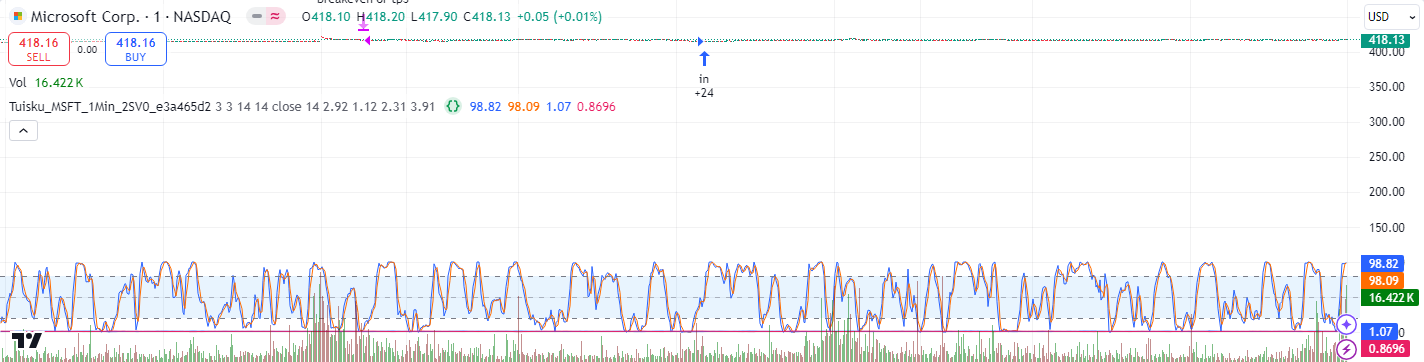 breakeven or tps
Microsoft Corp. · 1 · NASDAQ O418.10 H418.20 L417.90 C418.13 +0.05 (+0.01%)
USD
418.16 SELL
0.00
418.16 BUY
418.13
400.00
in
+24
Vol 16.422 K
350.00
Tuisku_MSFT_1Min_2SV0_e3a465d2 3 3 14 14 close 14 2.92 1.12 2.31 3.91 {} 98.82 98.09 1.07 0.8696
300.00
250.00
200.00
150.00
98.82
98.09
16.422 K
1.07
0.8696